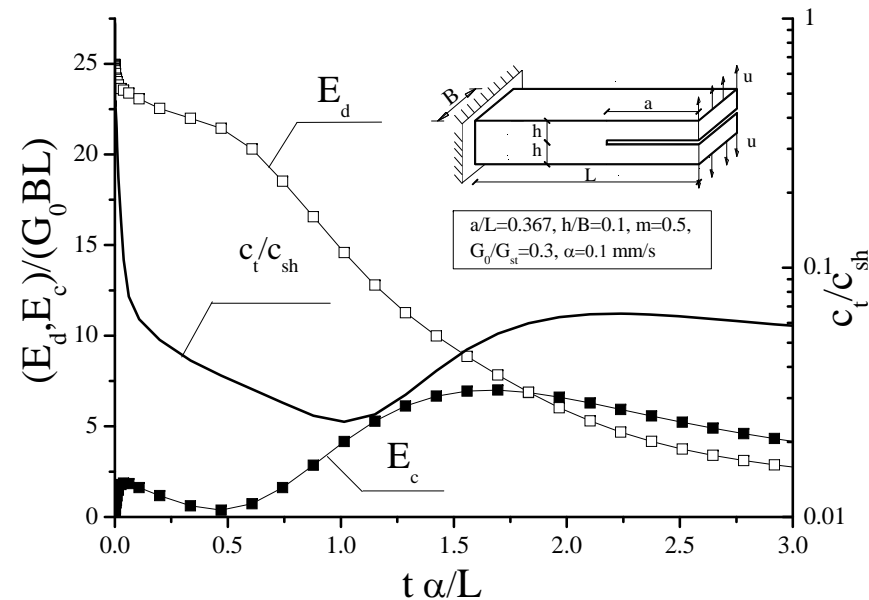 25
20
15
10
5
0
(E_d,E_c)/(G_0BL)
0.0
0.5
1.0
1.5
2.0
2.5
3.0
t α/L
1
0.1
0.01
c_t/c_sh
E_d
c_t/c_sh
E_c
B
a
u
h
h
u
L
a/L=0.367, h/B=0.1, m=0.5,
G_0/G_st=0.3, α=0.1 mm/s